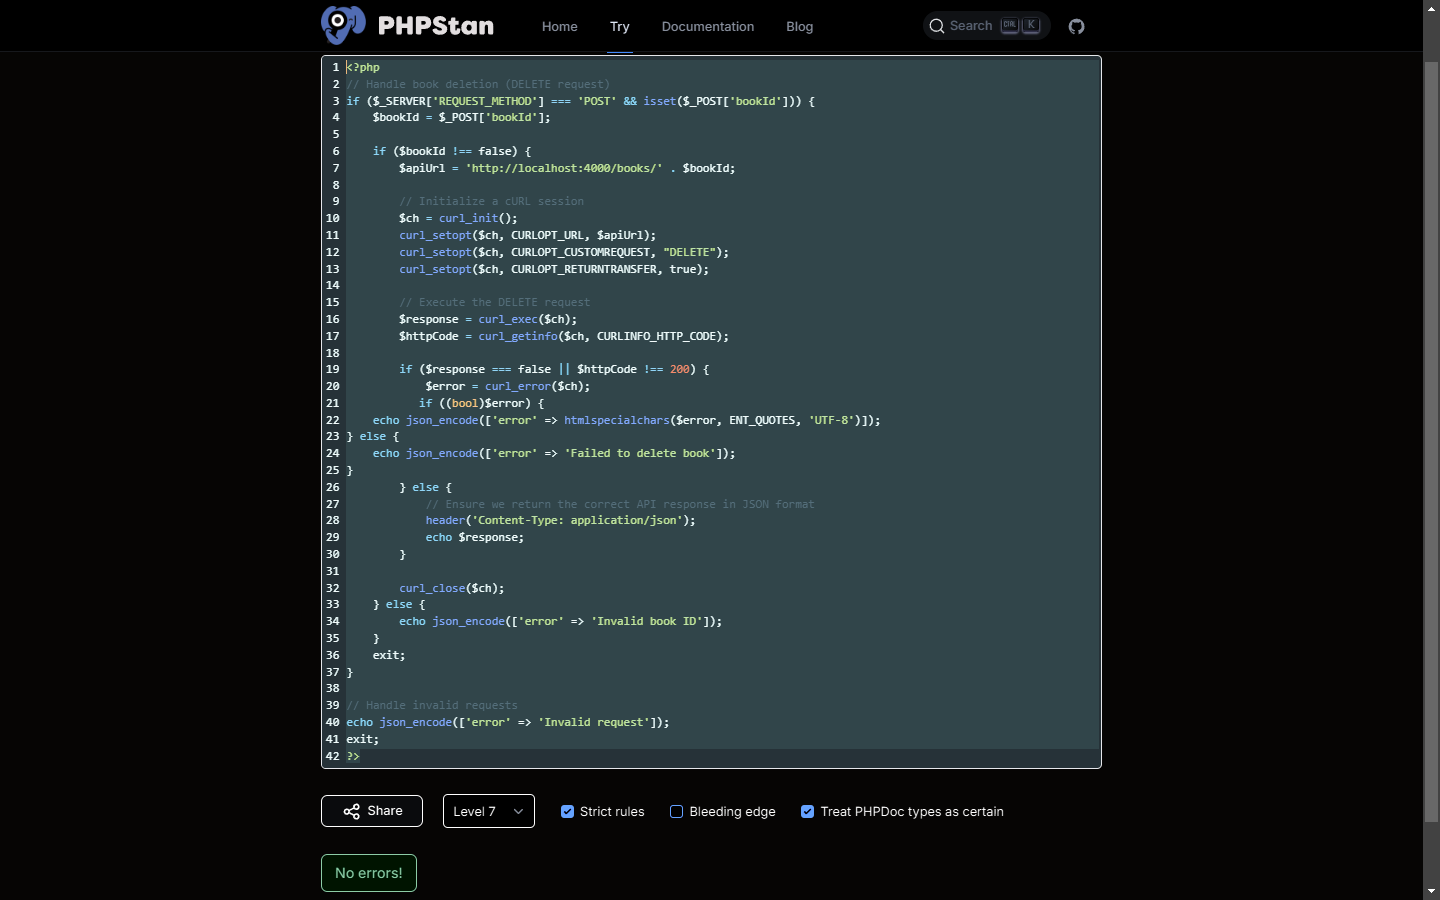 PHPStan
Home Try Documentation Blog Search CTRL K
1 <?php
2 // Handle book deletion (DELETE request)
3 if ($_SERVER['REQUEST_METHOD'] === 'POST' && isset($_POST['bookId'])) {
4     $bookId = $_POST['bookId'];
5
6     if ($bookId !== false) {
7         $apiUrl = 'http://localhost:4000/books/' . $bookId;
8
9         // Initialize a cURL session
10         $ch = curl_init();
11         curl_setopt($ch, CURLOPT_URL, $apiUrl);
12         curl_setopt($ch, CURLOPT_CUSTOMREQUEST, "DELETE");
13         curl_setopt($ch, CURLOPT_RETURNTRANSFER, true);
14
15         // Execute the DELETE request
16         $response = curl_exec($ch);
17         $httpCode = curl_getinfo($ch, CURLINFO_HTTP_CODE);
18
19         if ($response === false || $httpCode !== 200) {
20             $error = curl_error($ch);
21            if ((bool)$error) {
22     echo json_encode(['error' => htmlspecialchars($error, ENT_QUOTES, 'UTF-8')]);
23 } else {
24     echo json_encode(['error' => 'Failed to delete book']);
25 }
26         } else {
27             // Ensure we return the correct API response in JSON format
28             header('Content-Type: application/json');
29             echo $response;
30         }
31
32         curl_close($ch);
33     } else {
34         echo json_encode(['error' => 'Invalid book ID']);
35     }
36     exit;
37 }
38
39 // Handle invalid requests
40 echo json_encode(['error' => 'Invalid request']);
41 exit;
42 ?>
Share Level 7 Strict rules Bleeding edge Treat PHPDoc types as certain
No errors!